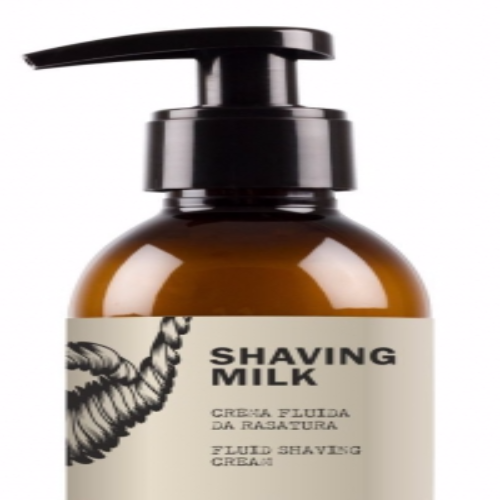 SHAVING
MILK
CREMA FLUIDA
DA RASATURA
FLUID SHAVING
CREAM